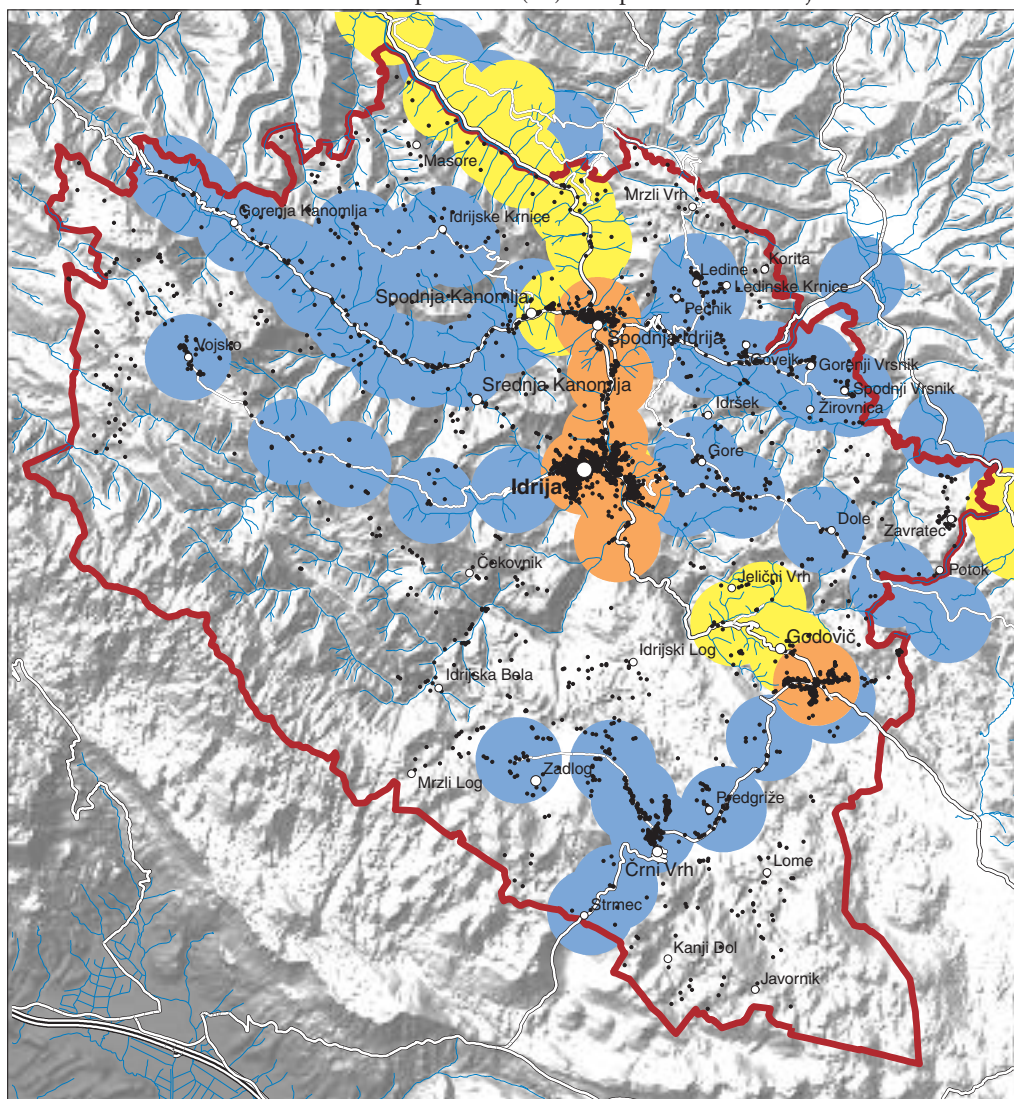 Masore
Mrzli Vrh
Gorenja Kanomlja
Idrijske Krnice
Korita
Ledine
Ledinske Krnice
Pečnik
Spodnja Kanomlja
Spodnja Idrija
Vojsko
Govejk
Gorenji Vrsnik
Srednja Kanomlja
Spodnji Vrsnik
Idršek
Žirovnica
Gore
Idrija
Dole
Zavratec
Čekovnik
Potok
Jelični Vrh
Godovič
Idrijski Log
Idrijska Bela
Mrzli Log
Zadlog
Predgriže
Črni Vrh
Lome
Strmec
Kanji Dol
Javornik